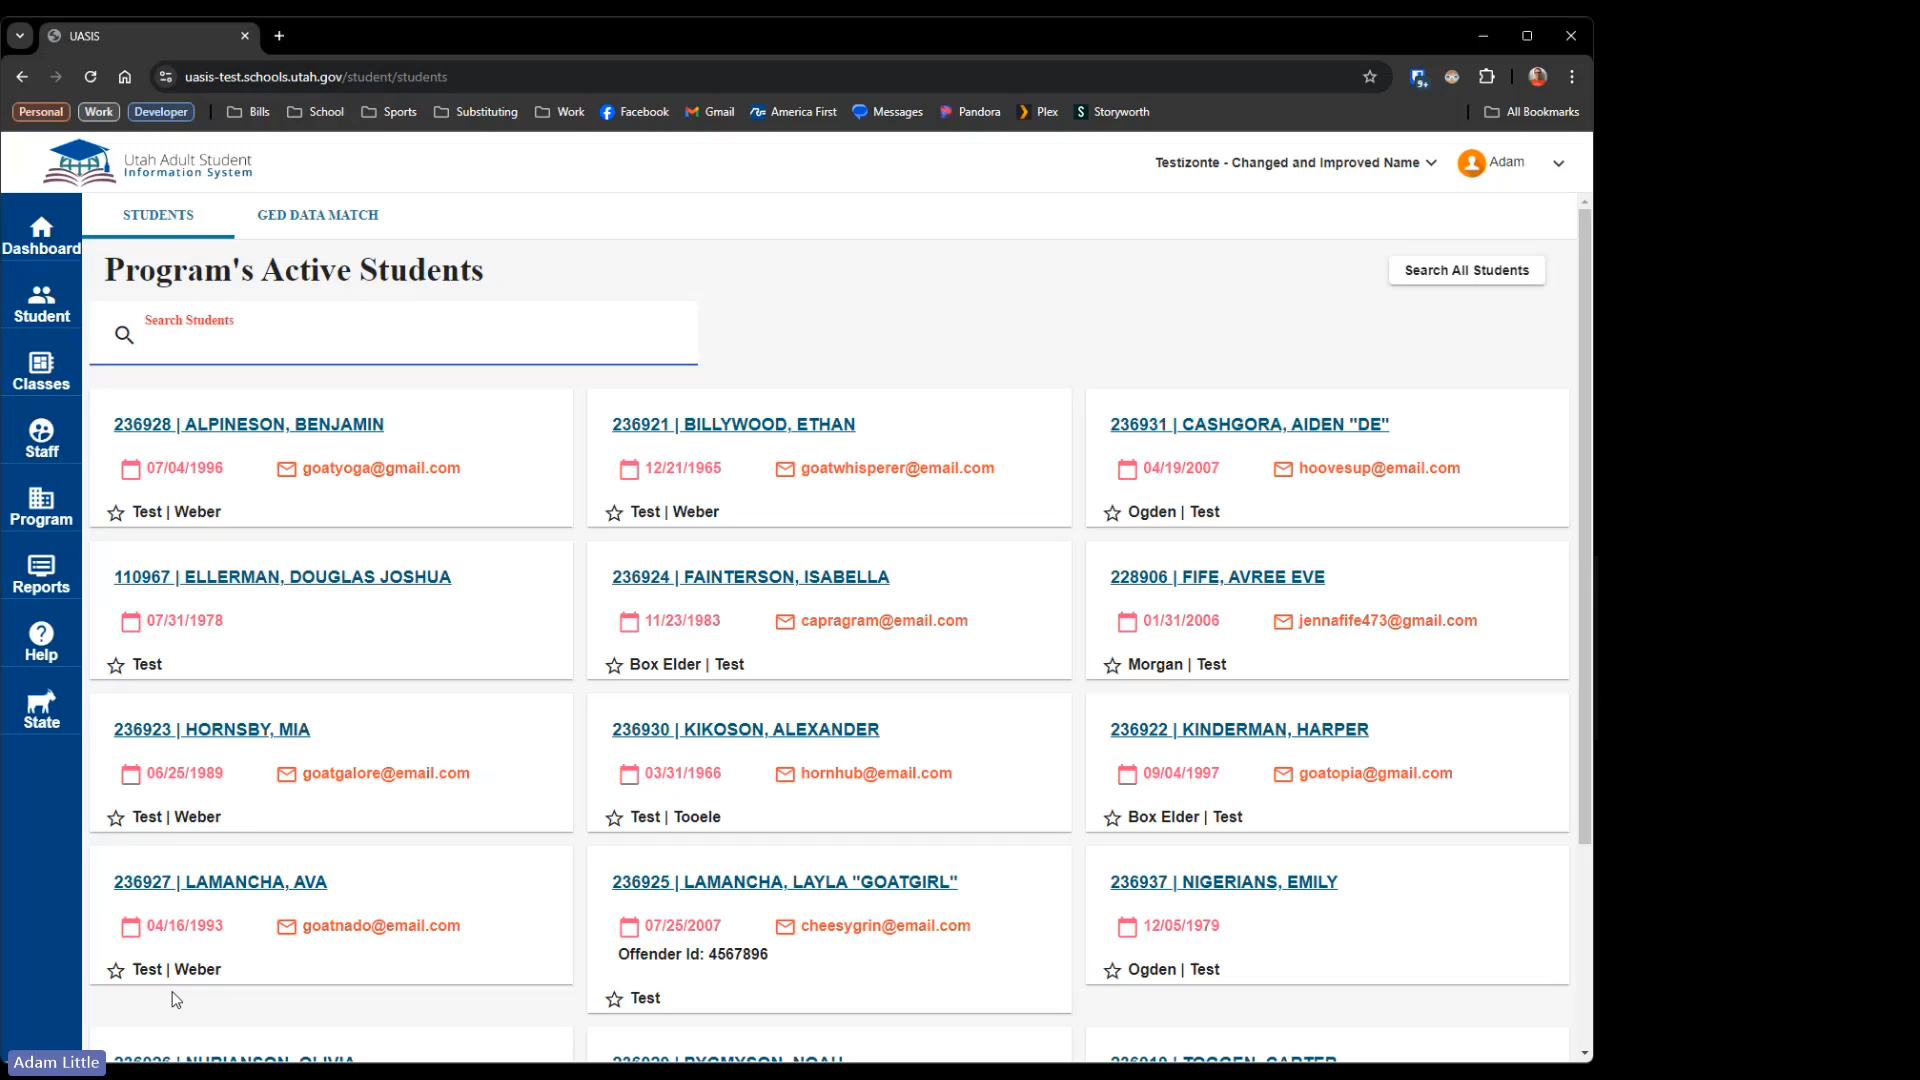 UASIS
uasis-test.schools.utah.gov/student/students
9+
Personal Work Developer Bills School Sports Substituting Work Facebook Gmail America First Messages Pandora Plex Storyworth All Bookmarks
Utah Adult Student
Information System
Testizonte - Changed and Improved Name
Adam
Dashboard
Student
Classes
Staff
Program
Reports
Help
State
STUDENTS GED DATA MATCH
Program's Active Students
Search All Students
Search Students
236928 | ALPINESON, BENJAMIN
07/04/1996 goatyoga@gmail.com
Test | Weber
236921 | BILLYWOOD, ETHAN
12/21/1965 goatwhisperer@email.com
Test | Weber
236931 | CASHGORA, AIDEN "DE"
04/19/2007 hoovesup@email.com
Ogden | Test
110967 | ELLERMAN, DOUGLAS JOSHUA
07/31/1978
Test
236924 | FAINTERSON, ISABELLA
11/23/1983 capragram@email.com
Box Elder | Test
228906 | FIFE, AVREE EVE
01/31/2006 jennafife473@gmail.com
Morgan | Test
236923 | HORNSBY, MIA
06/25/1989 goatgalore@email.com
Test | Weber
236930 | KIKOSON, ALEXANDER
03/31/1966 hornhub@email.com
Test | Tooele
236922 | KINDERMAN, HARPER
09/04/1997 goatopia@gmail.com
Box Elder | Test
236927 | LAMANCHA, AVA
04/16/1993 goatnado@email.com
Test | Weber
236925 | LAMANCHA, LAYLA "GOATGIRL"
07/25/2007 cheesygrin@email.com
Offender Id: 4567896
Test
236937 | NIGERIANS, EMILY
12/05/1979
Ogden | Test
Adam Little